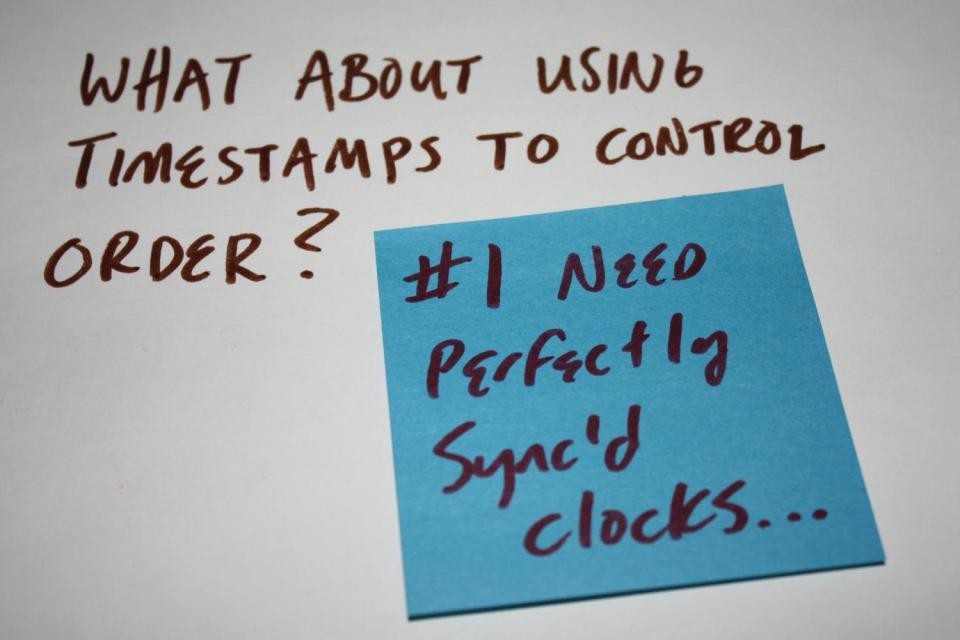 WHAT ABOUT USING
TIMESTAMPS TO CONTROL
ORDER?
#1 NEED
Perfectly
Sync'd
clocks...